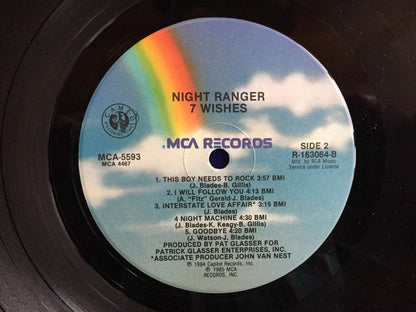 NIGHT RANGER
7 WISHES
CAMEL
MCA RECORDS
MCA-5593
MCA 4467
SIDE 2
R-163064-B
Mfd. by RCA Music
Service under License
1. THIS BOY NEEDS TO ROCK 3:57 BMI
(J. Blades-B. Gillis)
2. I WILL FOLLOW YOU 4:13 BMI
(A. "Fitz" Gerald-J. Blades)
3. INTERSTATE LOVE AFFAIR* 3:15 BMI
(J. Blades)
4 NIGHT MACHINE 4:30 BMI
(J. Blades-K. Keagy-B. Gillis)
5. GOODBYE 4:20 BMI
(J. Watson-J. Blades)
PRODUCED BY PAT GLASSER FOR
PATRICK GLASSER ENTERPRISES, INC.
*ASSOCIATE PRODUCER JOHN VAN NEST
Ⓟ 1984 Capitol Records, Inc.
Ⓟ 1985 MCA
RECORDS, INC.